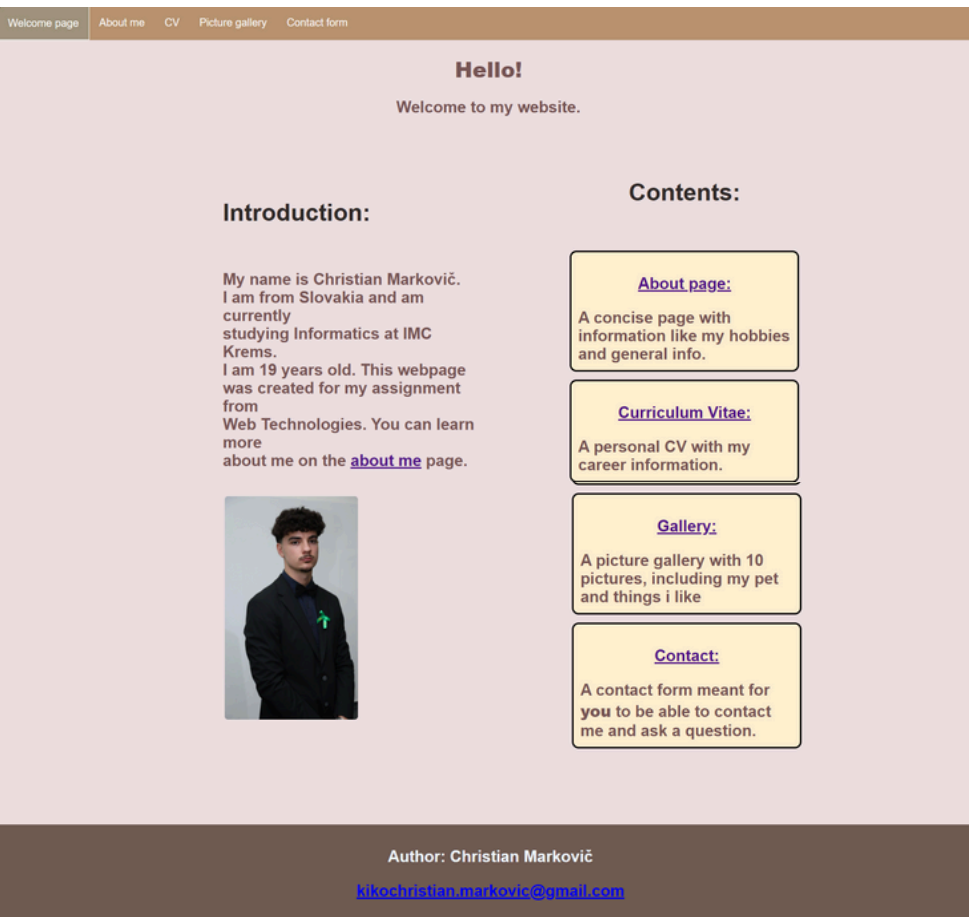 Welcome page About me CV Picture gallery Contact form
Hello!
Welcome to my website.
Introduction:
My name is Christian Markovič.
I am from Slovakia and am
currently
studying Informatics at IMC
Krems.
I am 19 years old. This webpage
was created for my assignment
from
Web Technologies. You can learn
more
about me on the about me page.
Contents:
About page:
A concise page with
information like my hobbies
and general info.
Curriculum Vitae:
A personal CV with my
career information.
Gallery:
A picture gallery with 10
pictures, including my pet
and things i like
Contact:
A contact form meant for
you to be able to contact
me and ask a question.
Author: Christian Markovič
kikochristian.markovic@gmail.com